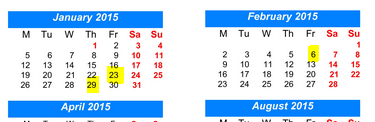 January 2015
M Tu W Th Fr Sa Su
1 2 3 4
5 6 7 8 9 10 11
12 13 14 15 16 17 18
19 20 21 22 23 24 25
26 27 28 29 30 31
April 2015
February 2015
M Tu W Th Fr Sa Su
1
2 3 4 5 6 7 8
9 10 11 12 13 14 15
16 17 18 19 20 21 22
23 24 25 26 27 28
August 2015